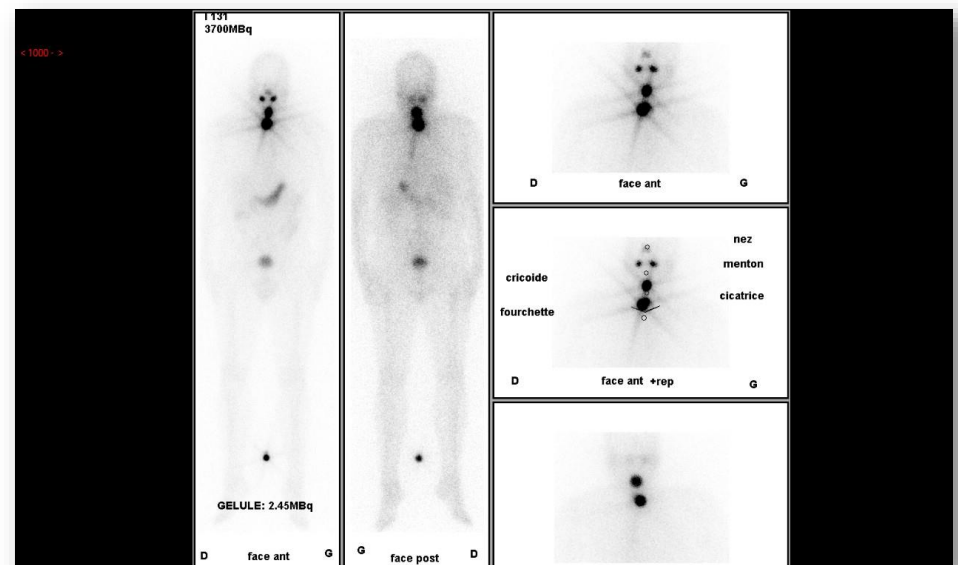 < 1000 - >
I 131
3700MBq
GELULE: 2.45MBq
D face ant G
G face post D
D face ant G
nez
menton
cricoide
cicatrice
fourchette
D face ant +rep G